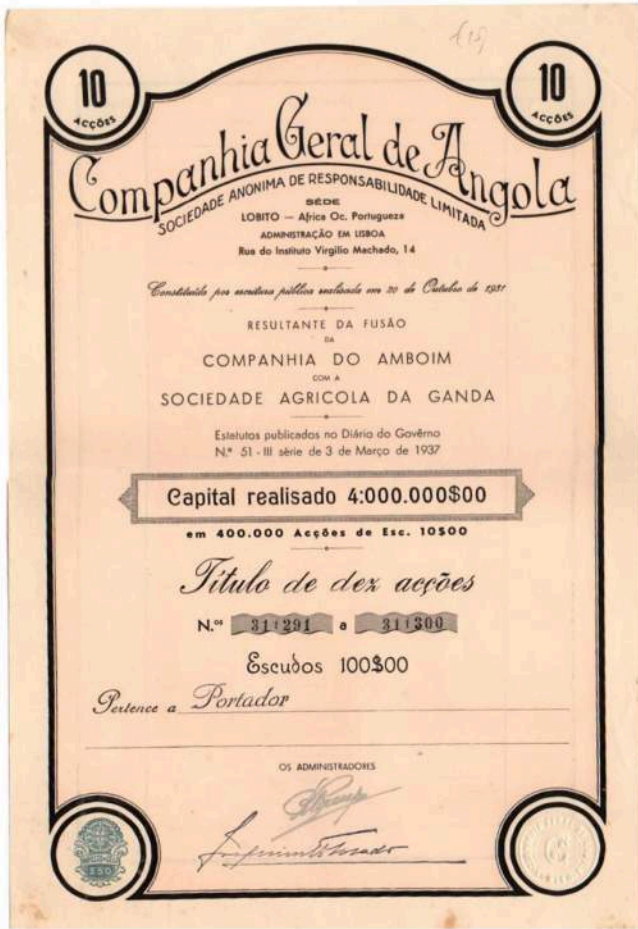 10
ACÇÕES
10
ACÇÕES
Companhia Geral de Angola
SOCIEDADE ANONIMA DE RESPONSABILIDADE LIMITADA
SÉDE
LOBITO — Africa Oc. Portugueza
ADMINISTRAÇÃO EM LISBOA
Rua do Instituto Virgilio Machado, 14
Constituida por escritura pública realisada em 20 de Outubro de 1931
RESULTANTE DA FUSÃO
DA
COMPANHIA DO AMBOIM
COM A
SOCIEDADE AGRICOLA DA GANDA
Estatutos publicados no Diário do Govêrno
N.º 51 - III série de 3 de Março de 1937
Capital realisado 4:000.000$00
em 400.000 Acções de Esc. 10$00
Título de dez acções
N.os 31:291 a 31:300
Escudos 100$00
Pertence a Portador
OS ADMINISTRADORES
ESO